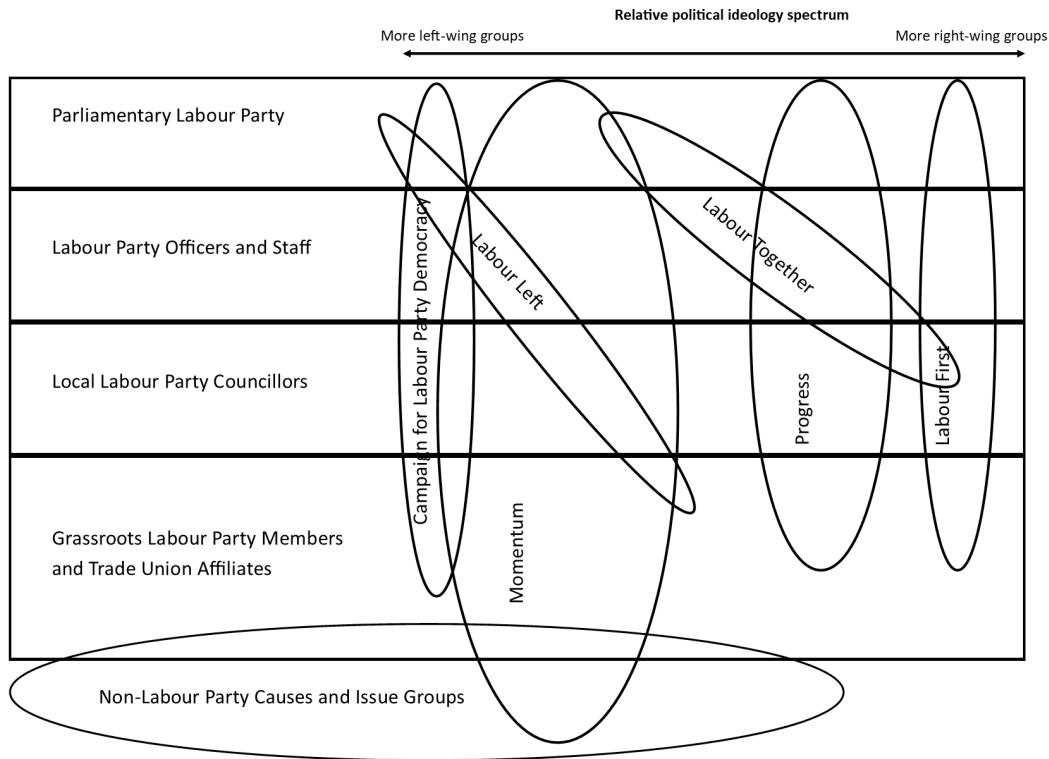 Relative political ideology spectrum
More left-wing groups
More right-wing groups
Parliamentary Labour Party
Labour Party Officers and Staff
Local Labour Party Councillors
Grassroots Labour Party Members
and Trade Union Affiliates
Non-Labour Party Causes and Issue Groups
Campaign for Labour Party Democracy
Labour Left
Momentum
Labour Together
Progress
Labour First